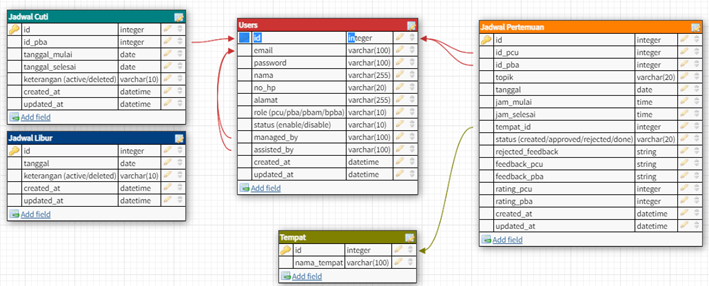 Jadwal Cuti
id integer
id_pba integer
tanggal_mulai date
tanggal_selesai date
keterangan (active/deleted) varchar(10)
created_at datetime
updated_at datetime
Add field
Jadwal Libur
id integer
tanggal date
keterangan (active/deleted) varchar(10)
created_at datetime
updated_at datetime
Add field
Users
id integer
email varchar(100)
password varchar(100)
nama varchar(255)
no_hp varchar(20)
alamat varchar(255)
role (pcu/pba/pbam/bpba) varchar(10)
status (enable/disable) varchar(10)
managed_by varchar(100)
assisted_by varchar(100)
created_at datetime
updated_at datetime
Add field
Tempat
id integer
nama_tempat varchar(100)
Add field
Jadwal Pertemuan
id integer
id_pcu integer
id_pba integer
topik varchar(20)
tanggal date
jam_mulai time
jam_selesai time
tempat_id integer
status (created/approved/rejected/done) varchar(20)
rejected_feedback string
feedback_pcu string
feedback_pba string
rating_pcu integer
rating_pba integer
created_at datetime
updated_at datetime
Add field